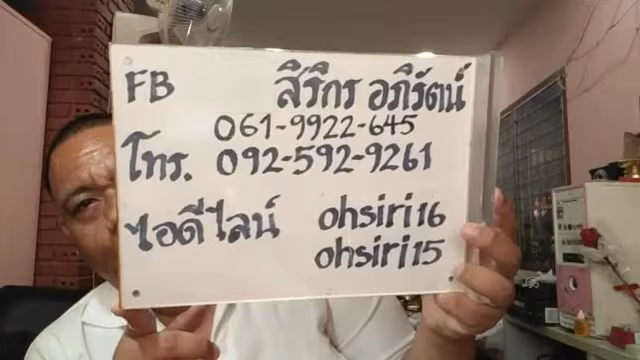 FB สิริกร อภิรัตน์
061-9922-645
โทร. 092-592-9261
ไอดีไลน์ ohsiri16
ohsiri15